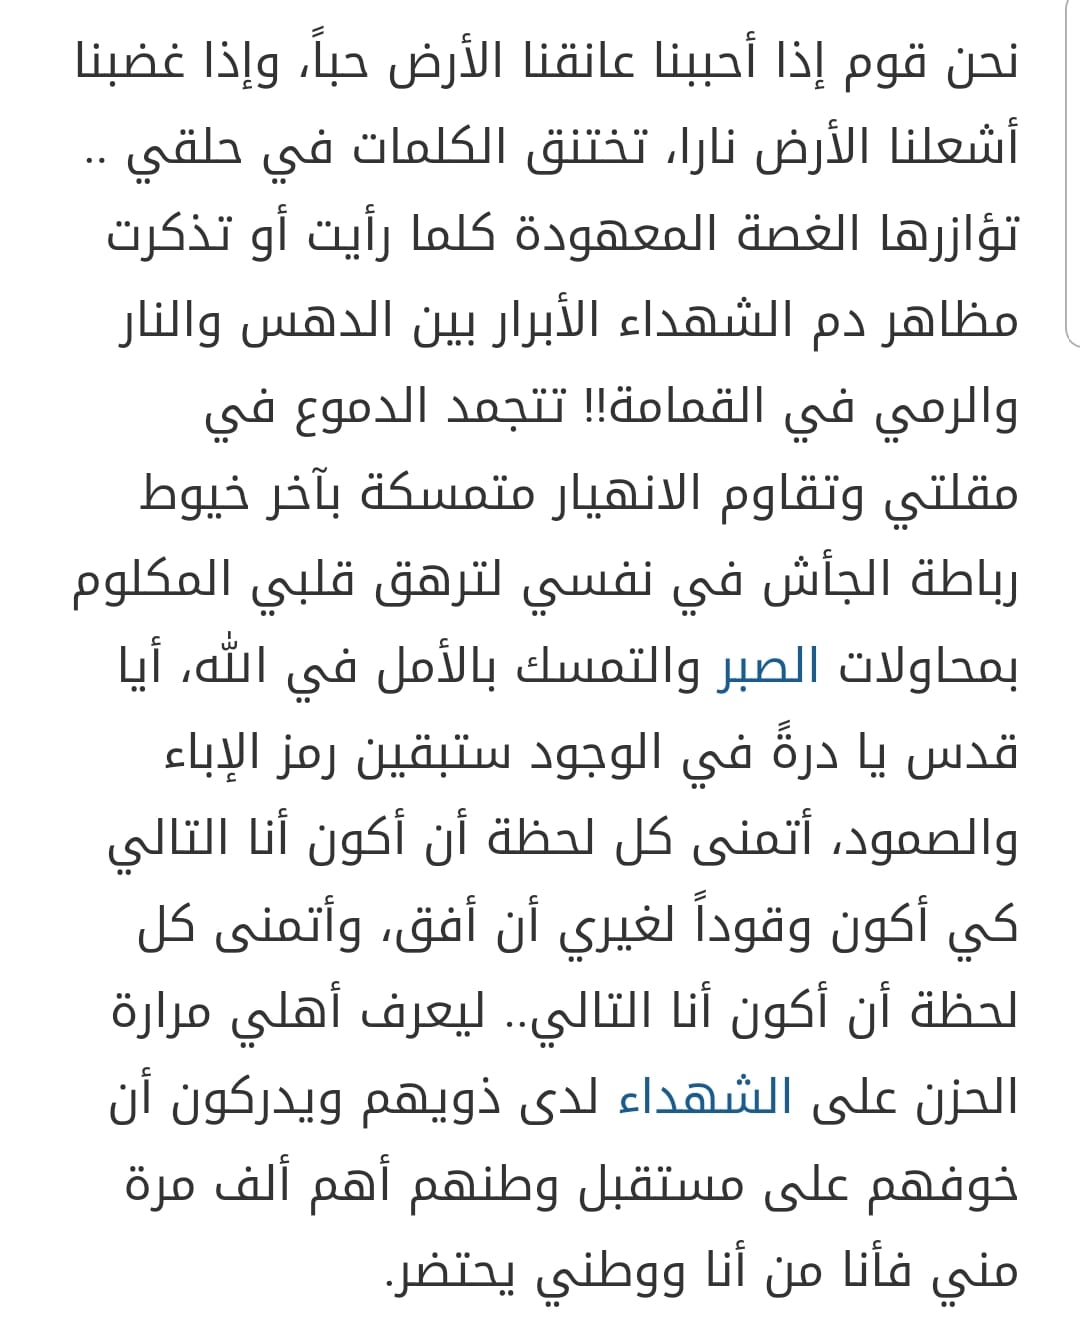 نحن قوم إذا أحببنا عانقنا الأرض حباً، وإذا غضبنا
أشعلنا الأرض نارا، تختنق الكلمات في حلقي ..
تؤازرها الغصة المعهودة كلما رأيت أو تذكرت
مظاهر دم الشهداء الأبرار بين الدهس والنار
والرمي في القمامة!! تتجمد الدموع في
مقلتي وتقاوم الانهيار متمسكة بآخر خيوط
رباطة الجأش في نفسي لترهق قلبي المكلوم
بمحاولات الصبر والتمسك بالأمل في الله، أيا
قدس يا درةً في الوجود ستبقين رمز الإباء
والصمود، أتمنى كل لحظة أن أكون أنا التالي
كي أكون وقوداً لغيري أن أفق، وأتمنى كل
لحظة أن أكون أنا التالي.. ليعرف أهلي مرارة
الحزن على الشهداء لدى ذويهم ويدركون أن
خوفهم على مستقبل وطنهم أهم ألف مرة
مني فأنا من أنا ووطني يحتضر.